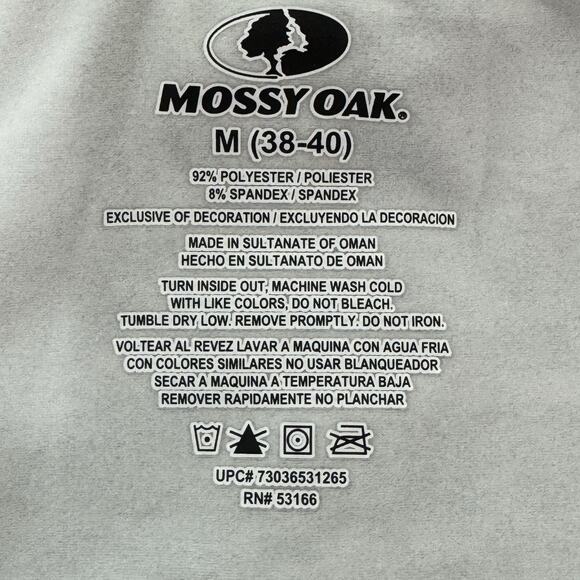 MOSSY OAK®
M (38-40)
92% POLYESTER / POLIESTER
8% SPANDEX / SPANDEX
EXCLUSIVE OF DECORATION / EXCLUYENDO LA DECORACION
MADE IN SULTANATE OF OMAN
HECHO EN SULTANATO DE OMAN
TURN INSIDE OUT, MACHINE WASH COLD
WITH LIKE COLORS, DO NOT BLEACH.
TUMBLE DRY LOW. REMOVE PROMPTLY. DO NOT IRON.
VOLTEAR AL REVEZ LAVAR A MAQUINA CON AGUA FRIA
CON COLORES SIMILARES NO USAR BLANQUEADOR
SECAR A MAQUINA A TEMPERATURA BAJA
REMOVER RAPIDAMENTE NO PLANCHAR
UPC# 73036531265
RN# 53166